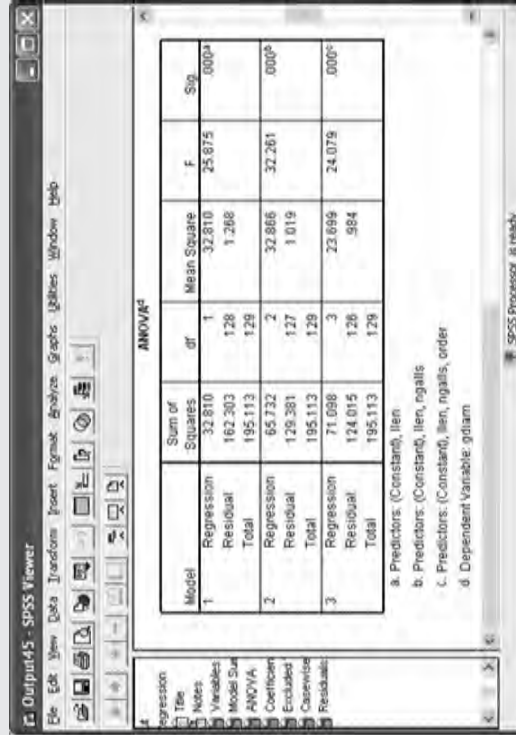 Output45 - SPSS Viewer
File Edit View Data Transform Insert Format Analyze Graphs Utilities Window Help
Regression
Title
Notes
Variables
Model Sum
ANOVA
Coefficien
Excluded
Casewise
Residuals
ANOVAd
Model Sum of Squares df Mean Square F Sig.
1 Regression 32.810 1 32.810 25.875 .000a
Residual 162.303 128 1.268
Total 195.113 129
2 Regression 65.732 2 32.866 32.261 .000b
Residual 129.381 127 1.019
Total 195.113 129
3 Regression 71.098 3 23.699 24.079 .000c
Residual 124.015 126 .984
Total 195.113 129
a. Predictors: (Constant), llen
b. Predictors: (Constant), llen, ngalls
c. Predictors: (Constant), llen, ngalls, order
d. Dependent Variable: gdiam
SPSS Processor is ready